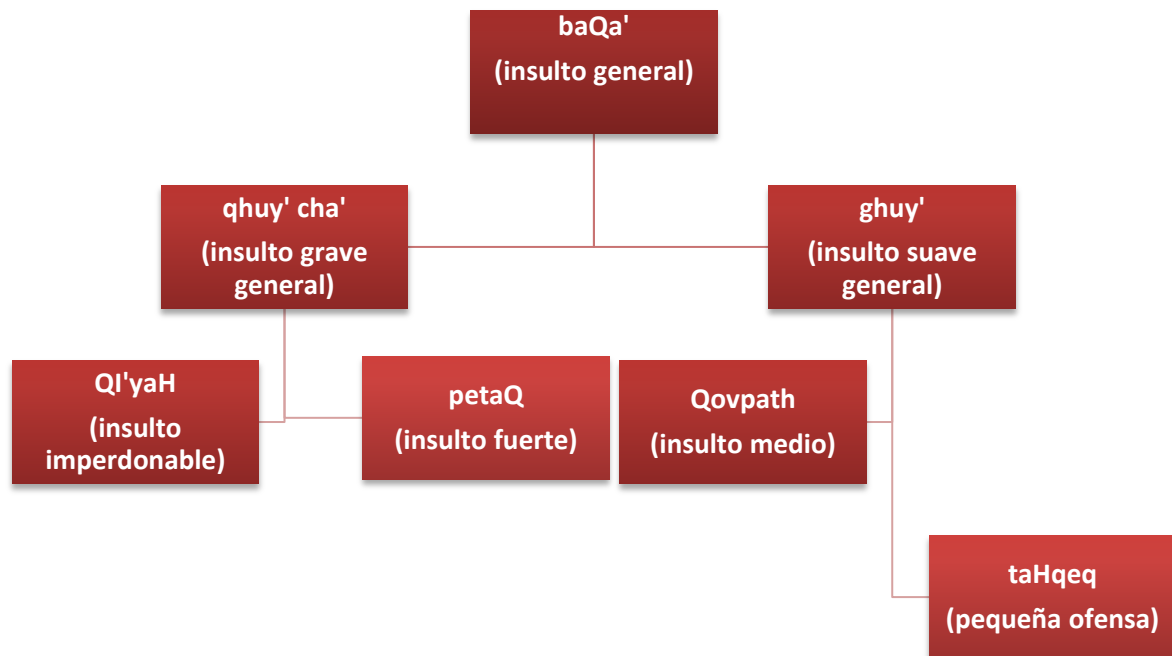 baQa'
(insulto general)
qhuy' cha'
(insulto grave
general)
ghuy'
(insulto suave
general)
QI'yaH
(insulto
imperdonable)
petaQ
(insulto fuerte)
Qovpath
(insulto medio)
taHqeq
(pequeña ofensa)